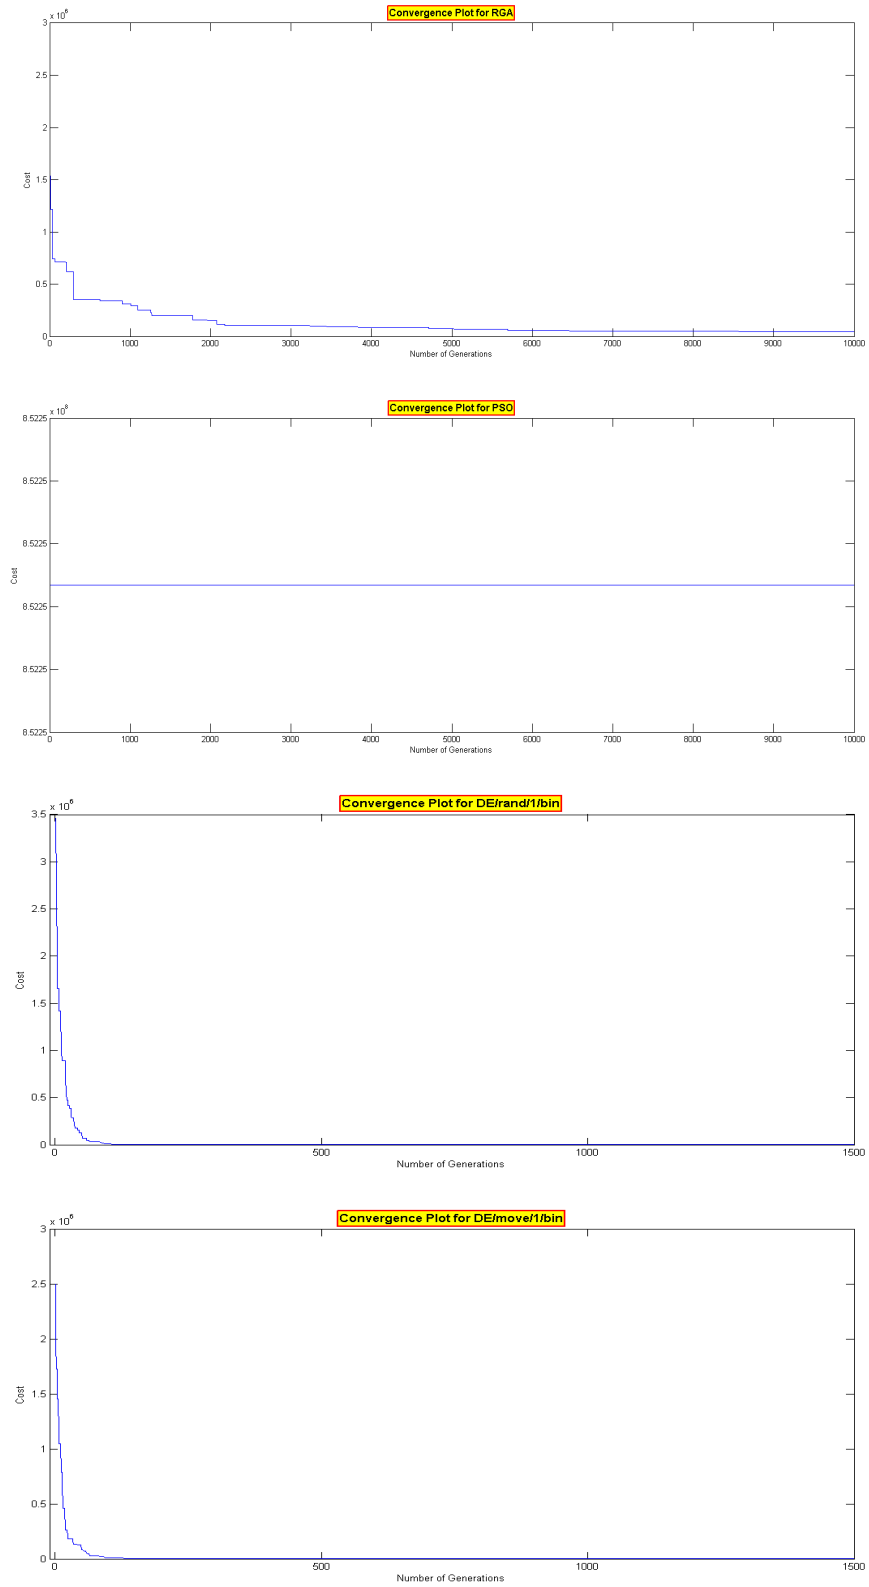 Convergence Plot for RGA
x 10^6
3
2.5
2
1.5
1
0.5
0
Cost
0 1000 2000 3000 4000 5000 6000 7000 8000 9000 10000
Number of Generations
Convergence Plot for PSO
x 10^8
8.5225
8.5225
8.5225
8.5225
8.5225
8.5225
Cost
0 1000 2000 3000 4000 5000 6000 7000 8000 9000 10000
Number of Generations
Convergence Plot for DE/rand/1/bin
x 10^6
3.5
3
2.5
2
1.5
1
0.5
0
Cost
0 500 1000 1500
Number of Generations
Convergence Plot for DE/move/1/bin
x 10^6
3
2.5
2
1.5
1
0.5
0
Cost
0 500 1000 1500
Number of Generations